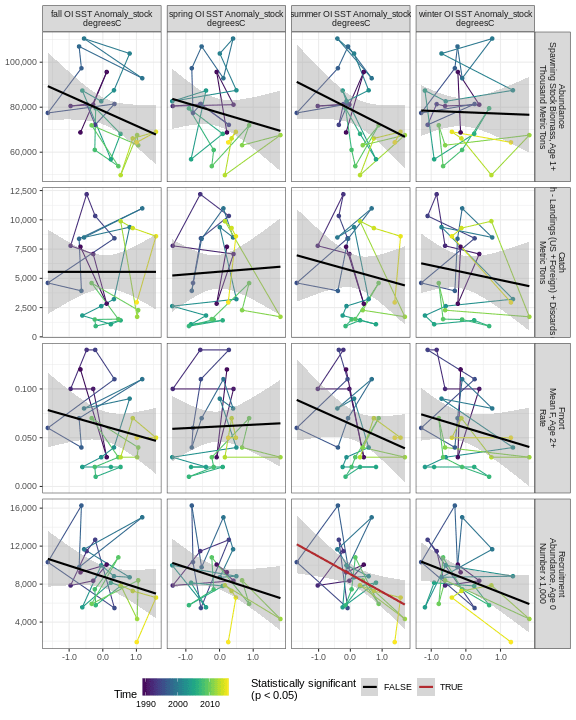 fall OI SST Anomaly_stock
degreesC
spring OI SST Anomaly_stock
degreesC
summer OI SST Anomaly_stock
degreesC
winter OI SST Anomaly_stock
degreesC
100,000
80,000
60,000
Abundance
Spawning Stock Biomass, Age 1+
Thousand Metric Tons
12,500
10,000
7,500
5,000
2,500
0
Catch
h - Landings (US +Foreign) + Discards
Metric Tons
0.100
0.050
0.000
Fmort
Mean F, Age 2+
Rate
16,000
12,000
8,000
4,000
Recruitment
Abundance, Age 0
Number x 1,000
-1.0 0.0 1.0
-1.0 0.0 1.0
-1.0 0.0 1.0
-1.0 0.0 1.0
Time
1990 2000 2010
Statistically significant
(p < 0.05)
FALSE
TRUE